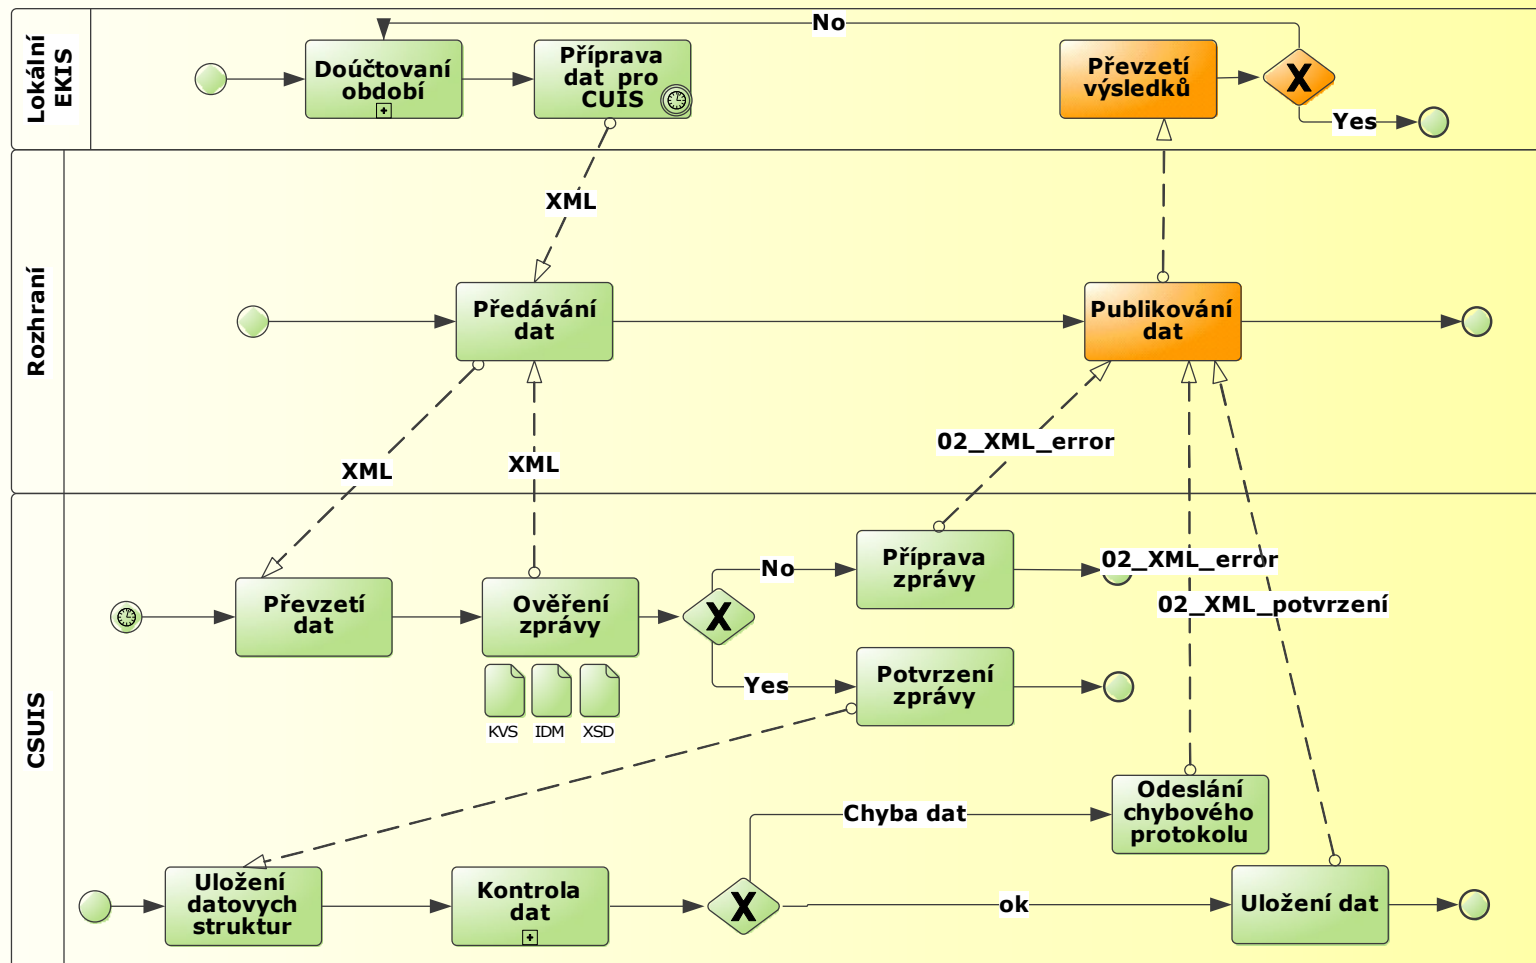 Lokální
EKIS
No
Doúčtovaní
období
Příprava
dat pro
CUIS
Převzetí
výsledků
X
Yes
Rozhraní
XML
Předávání
dat
Publikování
dat
XML
XML
02_XML_error
CSUIS
Převzetí
dat
Ověření
zprávy
KVS
IDM
XSD
X
No
Yes
Příprava
zprávy
02_XML_error
02_XML_potvrzení
Potvrzení
zprávy
Uložení
datovych
struktur
Kontrola
dat
X
Chyba dat
ok
Odeslání
chybového
protokolu
Uložení dat